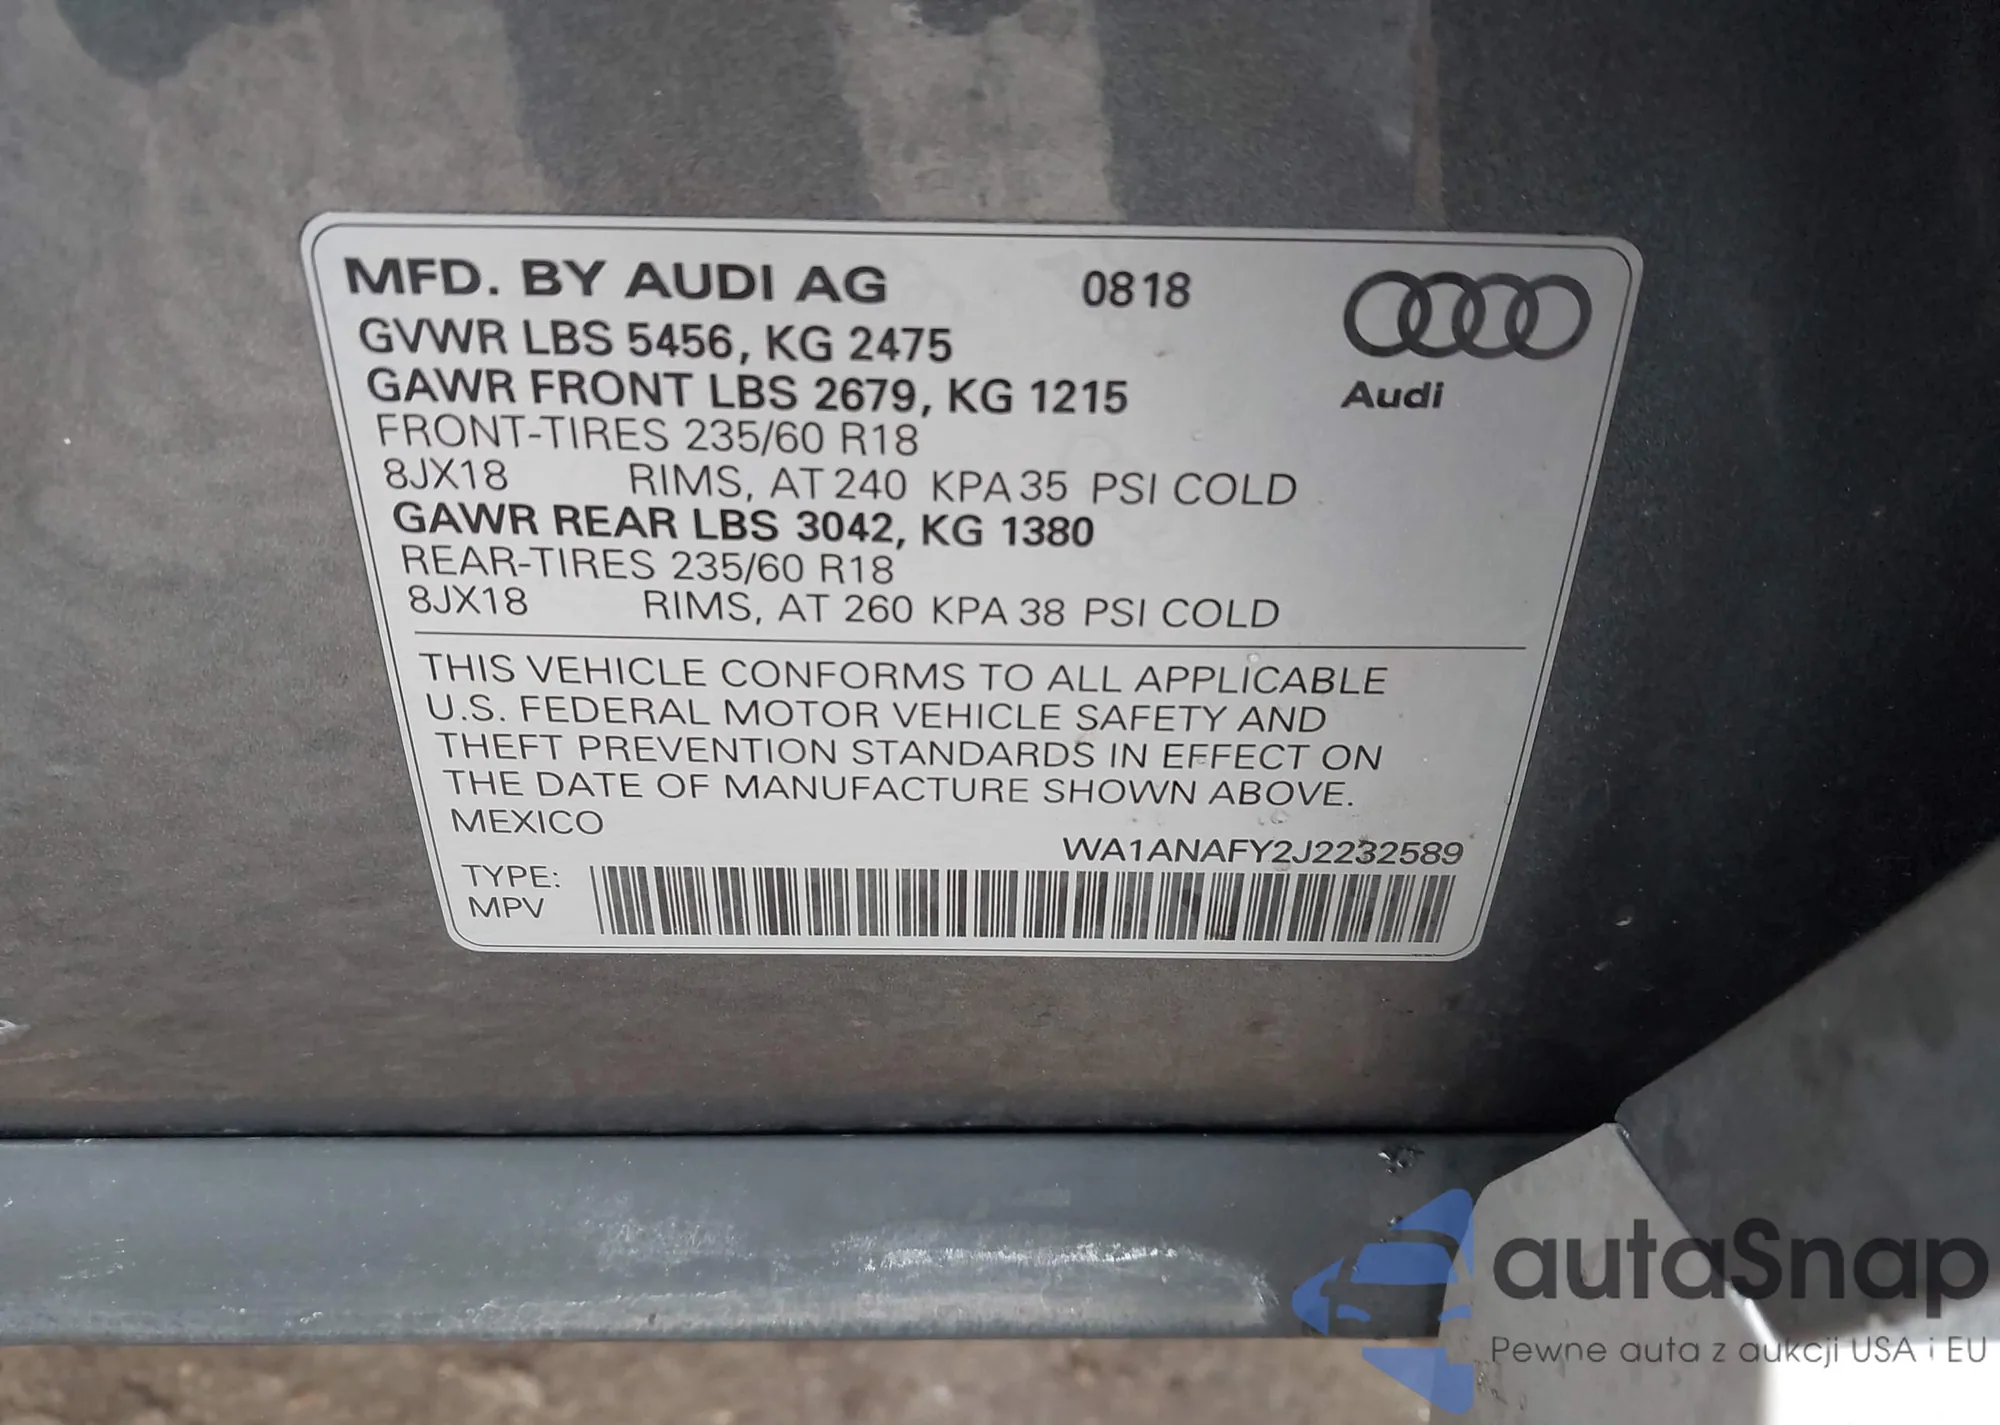 MFD. BY AUDI AG 0818
GVWR LBS 5456, KG 2475
GAWR FRONT LBS 2679, KG 1215
Audi
FRONT-TIRES 235/60 R18
8JX18 RIMS, AT 240 KPA 35 PSI COLD
GAWR REAR LBS 3042, KG 1380
REAR-TIRES 235/60 R18
8JX18 RIMS, AT 260 KPA 38 PSI COLD
THIS VEHICLE CONFORMS TO ALL APPLICABLE
U.S. FEDERAL MOTOR VEHICLE SAFETY AND
THEFT PREVENTION STANDARDS IN EFFECT ON
THE DATE OF MANUFACTURE SHOWN ABOVE.
MEXICO
WA1ANAFY2J2232589
TYPE:
MPV
autaSnap
Pewne auta z aukcji USA i EU